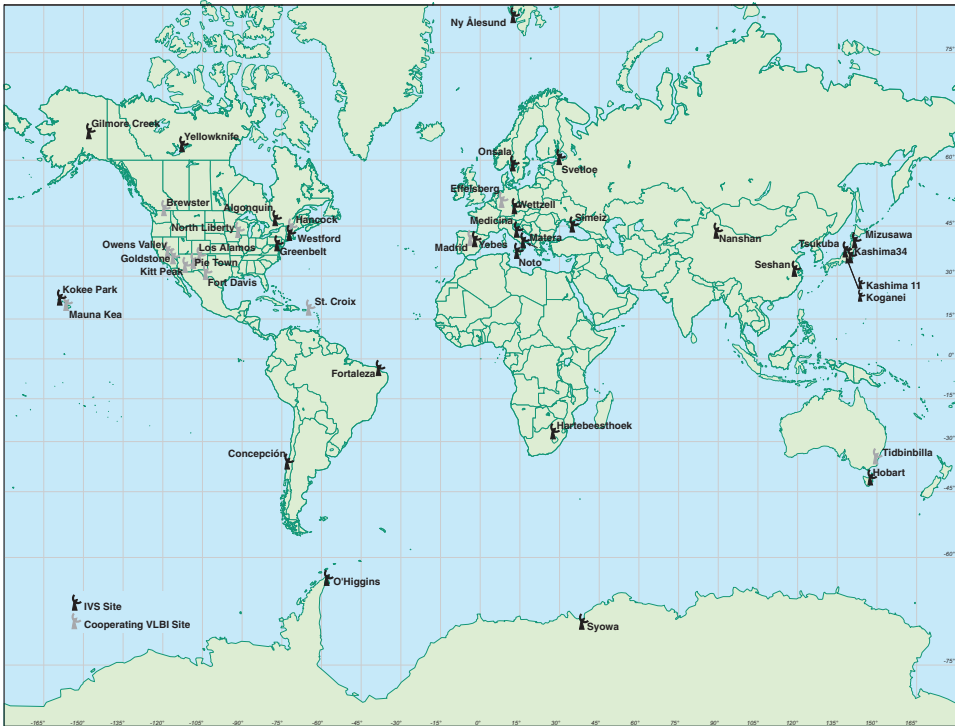 Ny Ålesund
75°
Gilmore Creek
Yellowknife
60°
Onsala
Svetloe
Effelsberg
Brewster
Algonquin
Wettzell
Hancock
Medicina
Simeiz
North Liberty
Westford
Matera
Nanshan
Mizusawa
45°
Owens Valley
Los Alamos
Greenbelt
Madrid
Yebes
Tsukuba
Kashima34
Goldstone
Pie Town
Noto
Seshan
Kitt Peak
Fort Davis
30°
Kashima 11
Kokee Park
Koganei
St. Croix
Mauna Kea
15°
0°
Fortaleza
-15°
Hartebeesthoek
-30°
Concepción
Tidbinbilla
Hobart
-45°
-60°
O'Higgins
IVS Site
Cooperating VLBI Site
Syowa
-75°
-165° -150° -135° -120° -105° -90° -75° -60° -45° -30° -15° 0° 15° 30° 45° 60° 75° 90° 105° 120° 135° 150° 165°